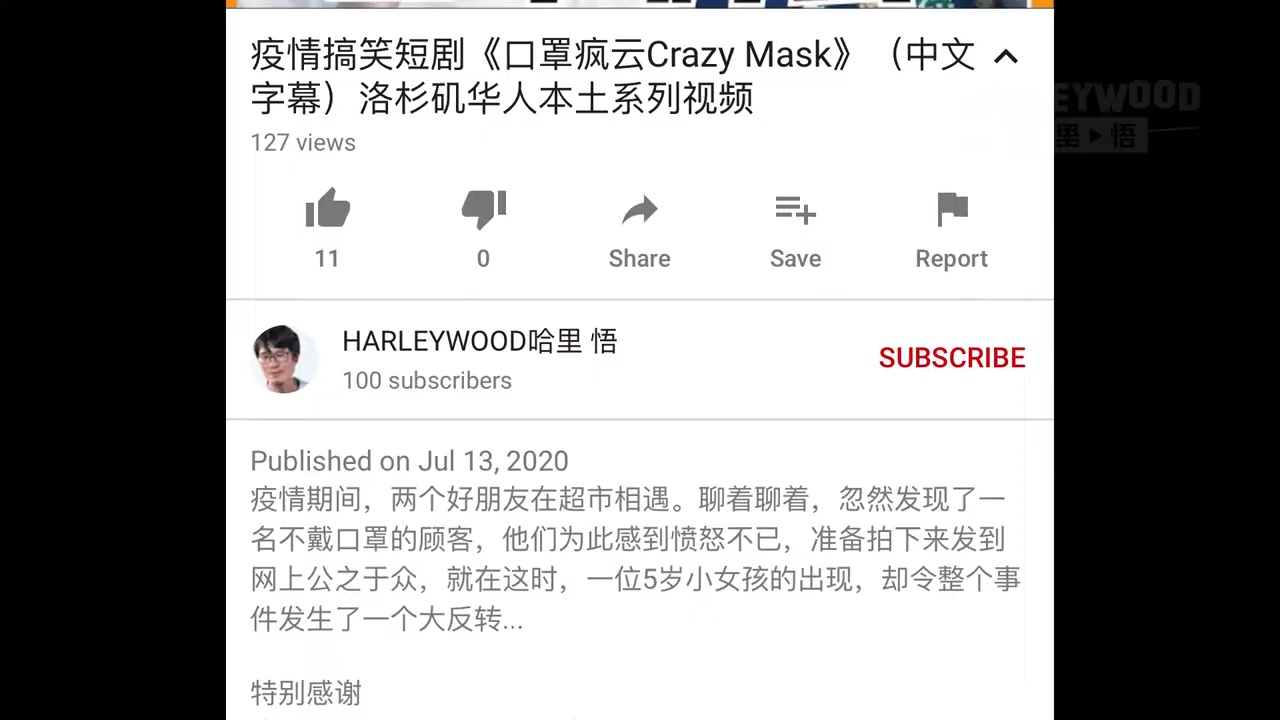 疫情搞笑短剧《口罩疯云Crazy Mask》（中文
字幕）洛杉矶华人本土系列视频
127 views
EYWOOD
里▶悟
11
0
Share
Save
Report
HARLEYWOOD哈里 悟
100 subscribers
SUBSCRIBE
Published on Jul 13, 2020
疫情期间，两个好朋友在超市相遇。聊着聊着，忽然发现了一
名不戴口罩的顾客，他们为此感到愤怒不已，准备拍下来发到
网上公之于众，就在这时，一位5岁小女孩的出现，却令整个事
件发生了一个大反转...
特别感谢